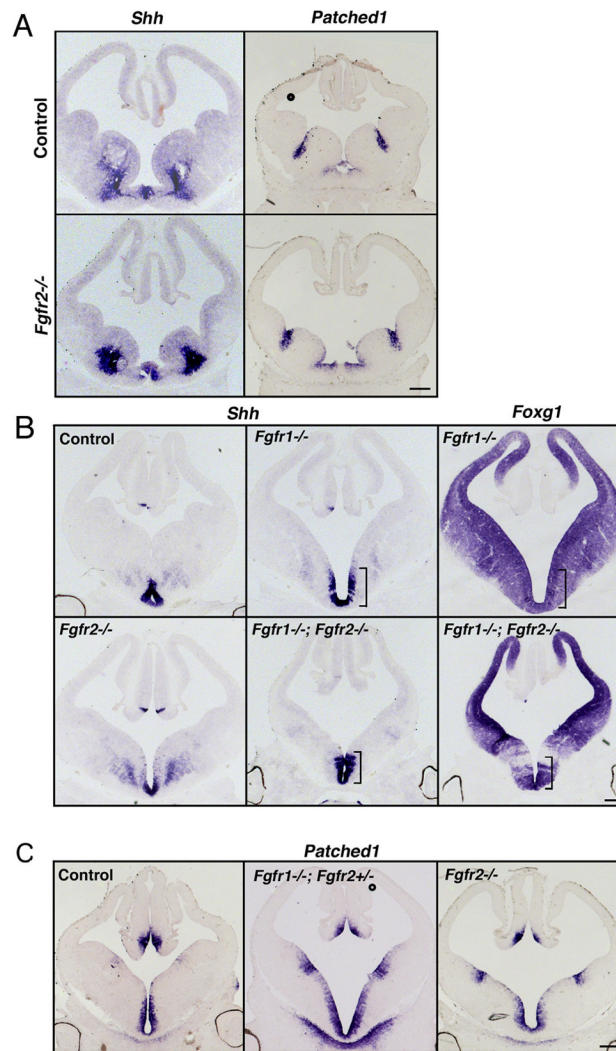 A
Shh Patched1
Control
Fgfr2-/-
B
Shh Foxg1
Control Fgfr1-/- Fgfr1-/-
Fgfr2-/- Fgfr1-/-; Fgfr2-/- Fgfr1-/-; Fgfr2-/-
C
Patched1
Control Fgfr1-/-; Fgfr2+/- Fgfr2-/-